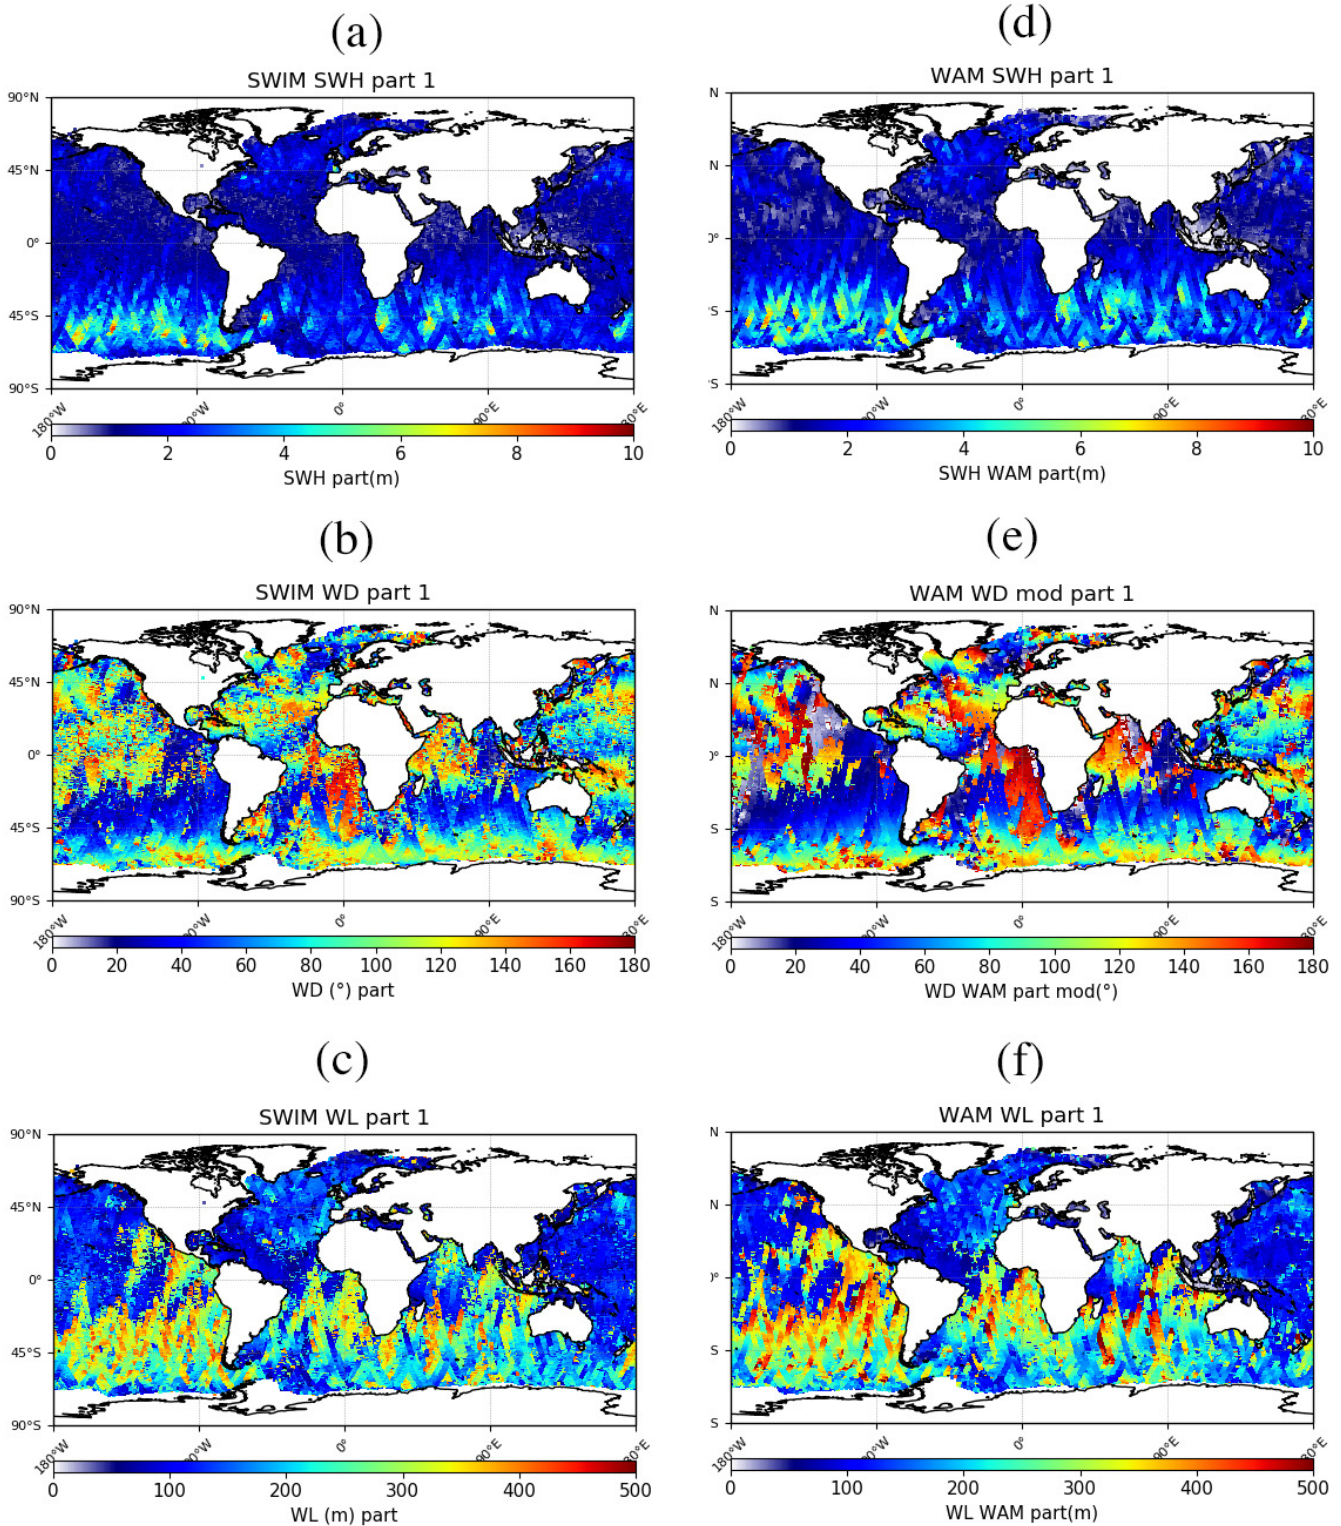 (a)
SWIM SWH part 1
90°N
45°N
0°
45°S
90°S
180°W
°W
0°
90°E
80°E
0 2 4 6 8 10
SWH part(m)
(d)
WAM SWH part 1
N
N
)°
S
'S
180°W
°W
0°
90°E
80°E
0 2 4 6 8 10
SWH WAM part(m)
(b)
SWIM WD part 1
90°N
45°N
0°
45°S
90°S
180°W
°W
0°
90°E
80°E
0 20 40 60 80 100 120 140 160 180
WD (°) part
(e)
WAM WD mod part 1
N
N
)°
S
S
180°W
°W
0°
90°E
80°E
0 20 40 60 80 100 120 140 160 180
WD WAM part mod(°)
(c)
SWIM WL part 1
90°N
45°N
0°
45°S
90°S
180°W
°W
0°
90°E
80°E
0 100 200 300 400 500
WL (m) part
(f)
WAM WL part 1
N
N
)°
S
S
180°W
°W
0°
90°E
80°E
0 100 200 300 400 500
WL WAM part(m)